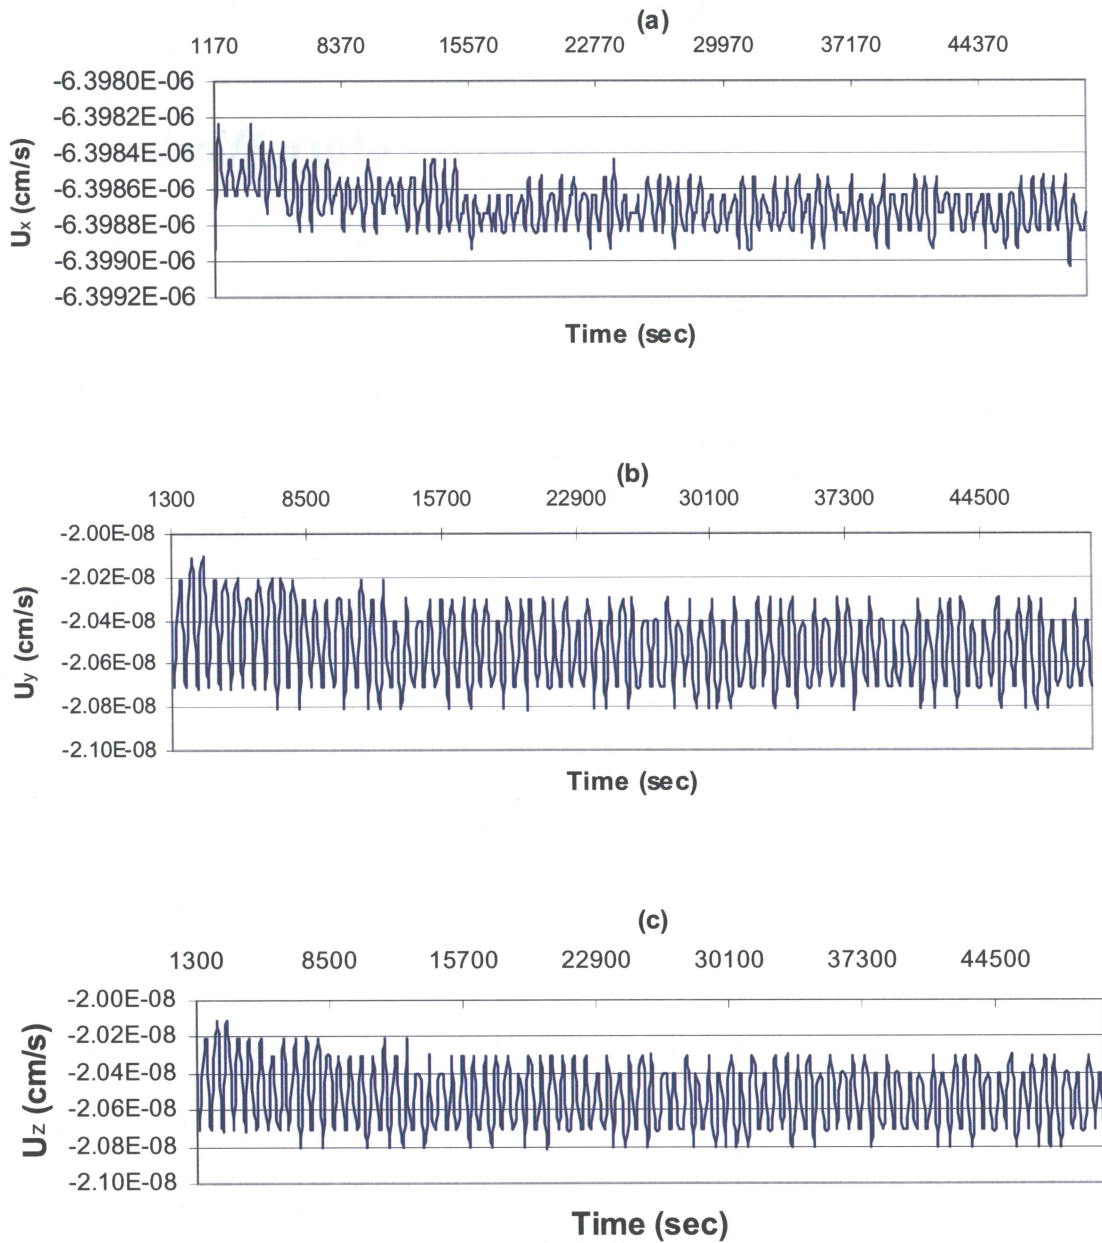 (a)
1170 8370 15570 22770 29970 37170 44370
-6.3980E-06
-6.3982E-06
-6.3984E-06
-6.3986E-06
-6.3988E-06
-6.3990E-06
-6.3992E-06
Ux (cm/s)
Time (sec)
(b)
1300 8500 15700 22900 30100 37300 44500
-2.00E-08
-2.02E-08
-2.04E-08
-2.06E-08
-2.08E-08
-2.10E-08
Uy (cm/s)
Time (sec)
(c)
1300 8500 15700 22900 30100 37300 44500
-2.00E-08
-2.02E-08
-2.04E-08
-2.06E-08
-2.08E-08
-2.10E-08
Uz (cm/s)
Time (sec)